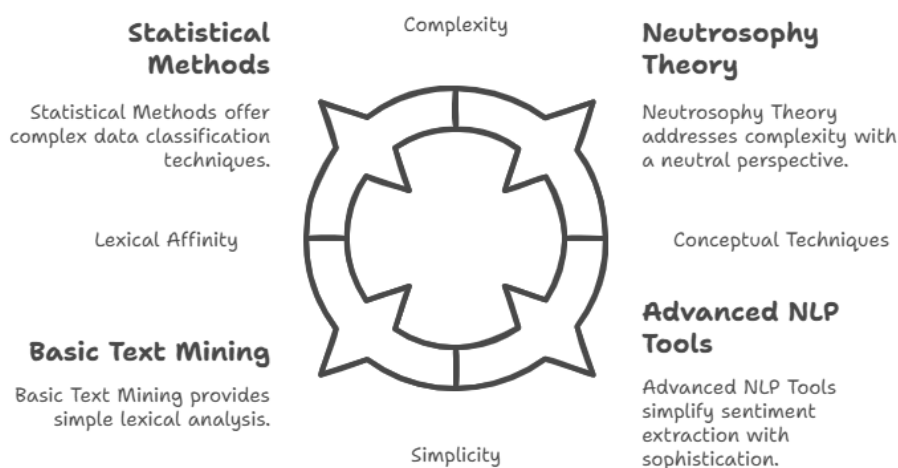 Complexity
Statistical
Methods
Statistical Methods offer
complex data classification
techniques.
Neutrosophy
Theory
Neutrosophy Theory
addresses complexity with
a neutral perspective.
Lexical Affinity
Conceptual Techniques
Basic Text Mining
Basic Text Mining provides
simple lexical analysis.
Advanced NLP
Tools
Advanced NLP Tools
simplify sentiment
extraction with
sophistication.
Simplicity